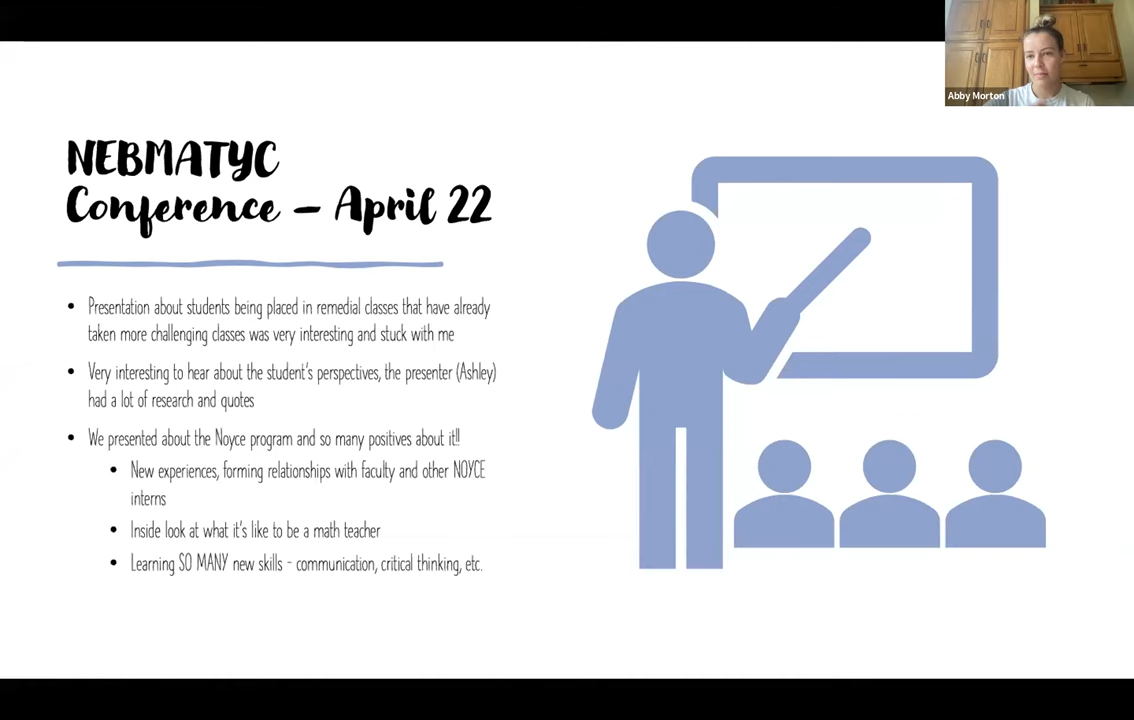 Abby Morton
NEBMATYC
Conference – April 22
• Presentation about students being placed in remedial classes that have already
taken more challenging classes was very interesting and stuck with me
• Very interesting to hear about the student's perspectives, the presenter (Ashley)
had a lot of research and quotes
• We presented about the Noyce program and so many positives about it!!
• New experiences, forming relationships with faculty and other NOYCE
interns
• Inside look at what it's like to be a math teacher
• Learning SO MANY new skills - communication, critical thinking, etc.